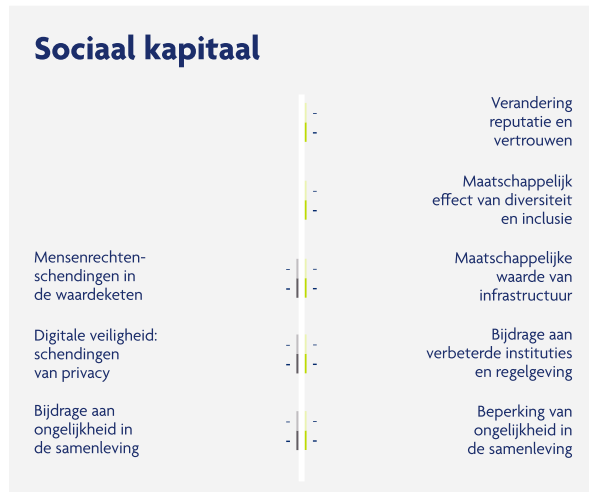 Sociaal kapitaal
-
-
Verandering
reputatie en
vertrouwen
-
-
Maatschappelijk
effect van diversiteit
en inclusie
Mensenrechten-
schendingen in
de waardeketen
-
-
-
-
Maatschappelijke
waarde van
infrastructuur
Digitale veiligheid:
schendingen
van privacy
-
-
-
-
Bijdrage aan
verbeterde instituties
en regelgeving
Bijdrage aan
ongelijkheid in
de samenleving
-
-
-
-
Beperking van
ongelijkheid in
de samenleving